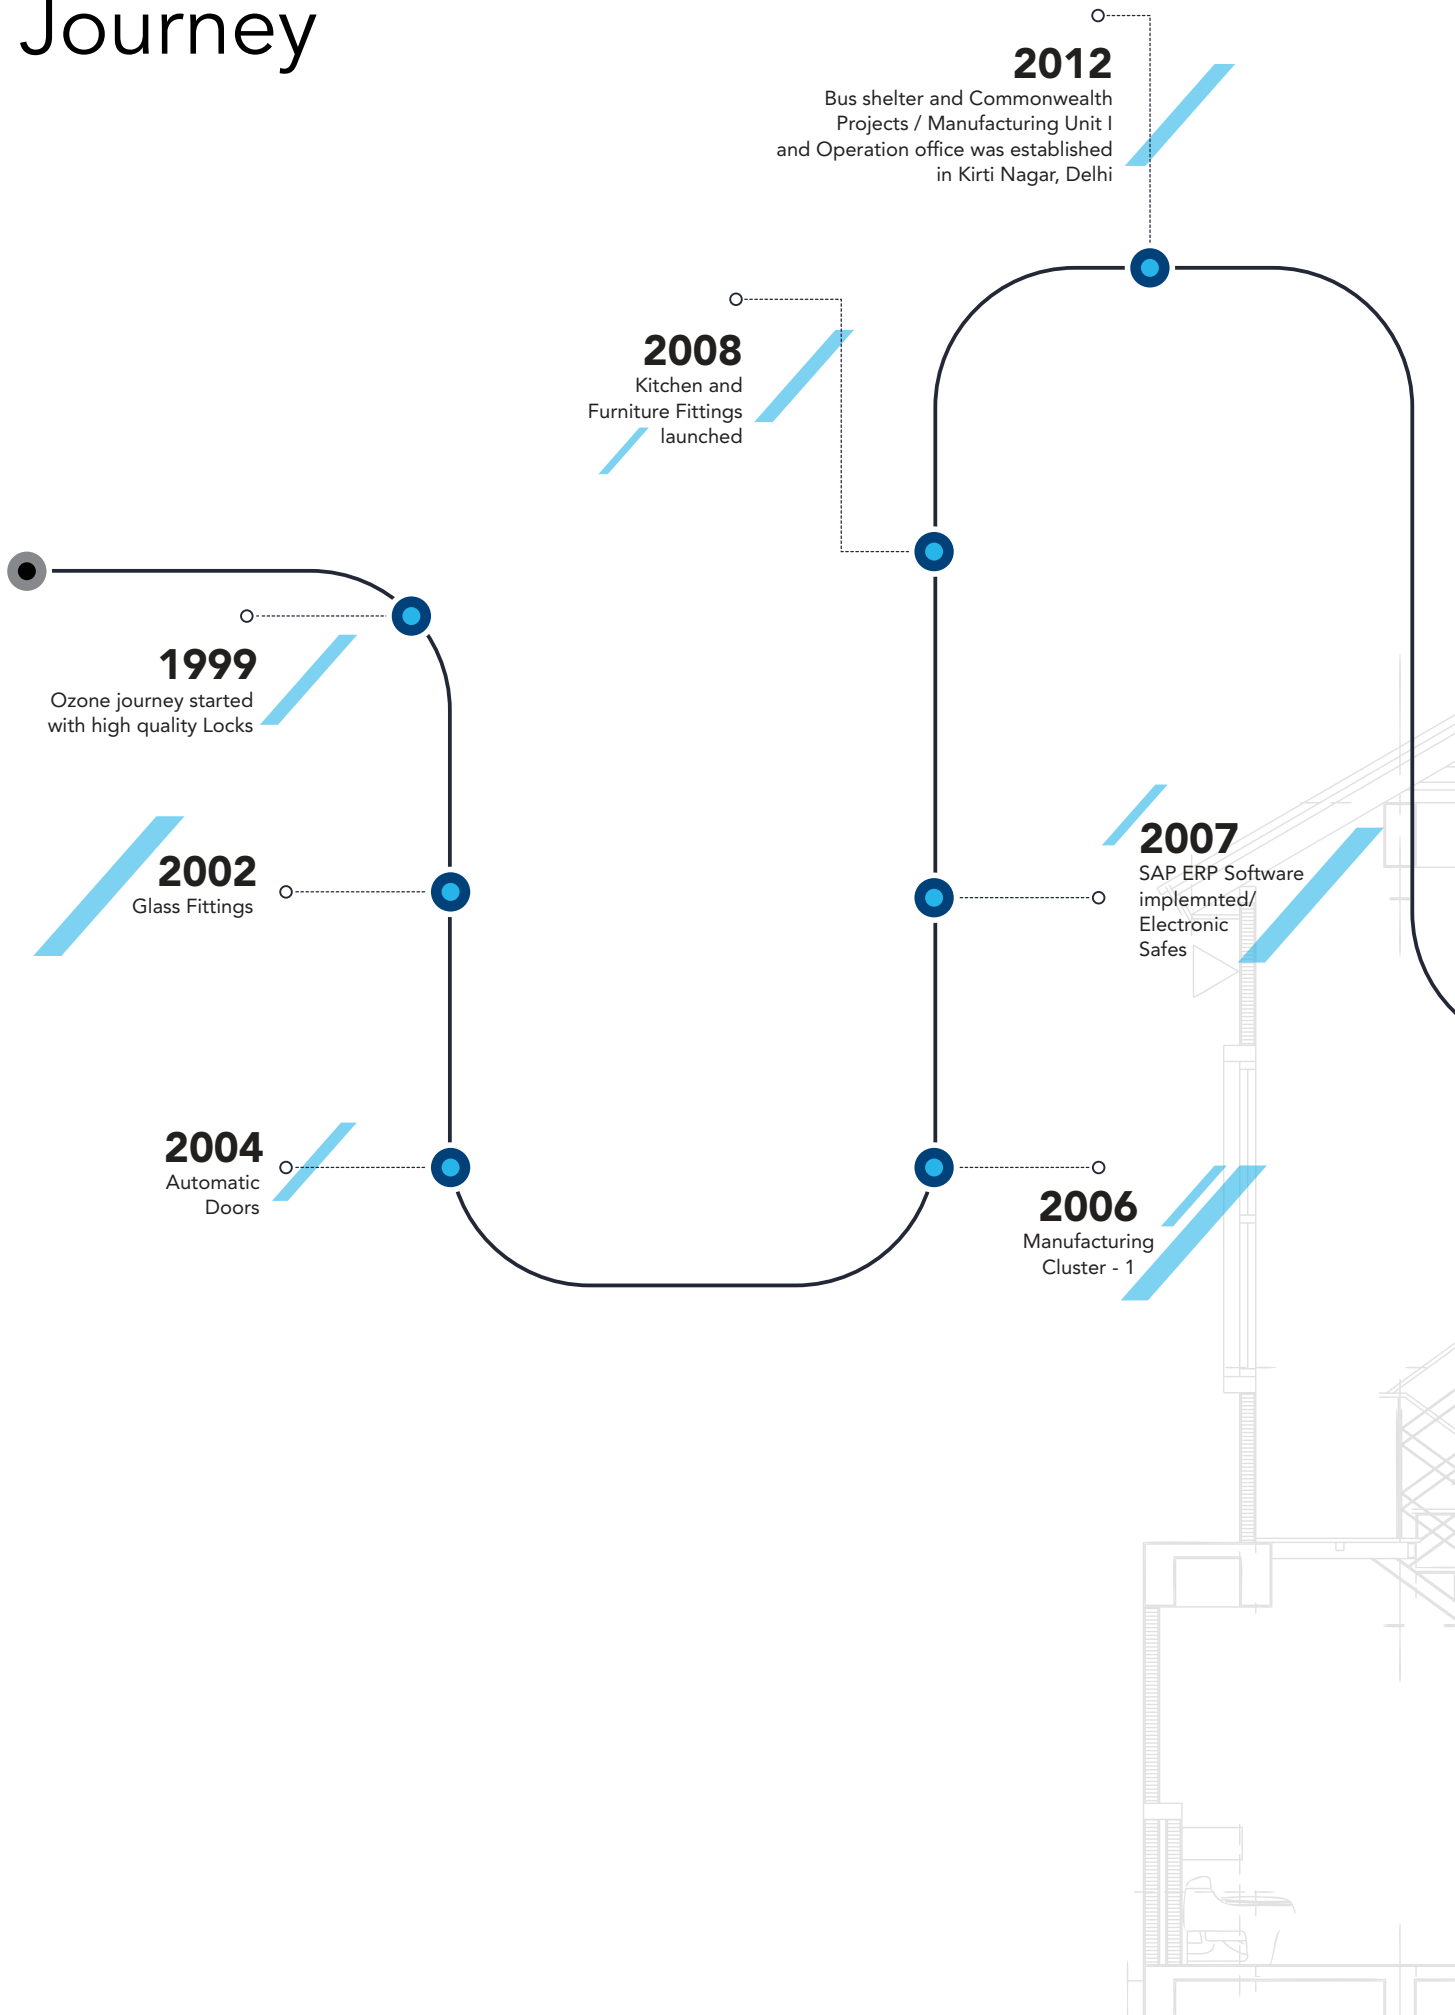 Journey
2012
Bus shelter and Commonwealth
Projects / Manufacturing Unit I
and Operation office was established
in Kirti Nagar, Delhi
2008
Kitchen and
Furniture Fittings
launched
1999
Ozone journey started
with high quality Locks
2002
Glass Fittings
2004
Automatic
Doors
2007
SAP ERP Software
implemnted/
Electronic
Safes
2006
Manufacturing
Cluster - 1